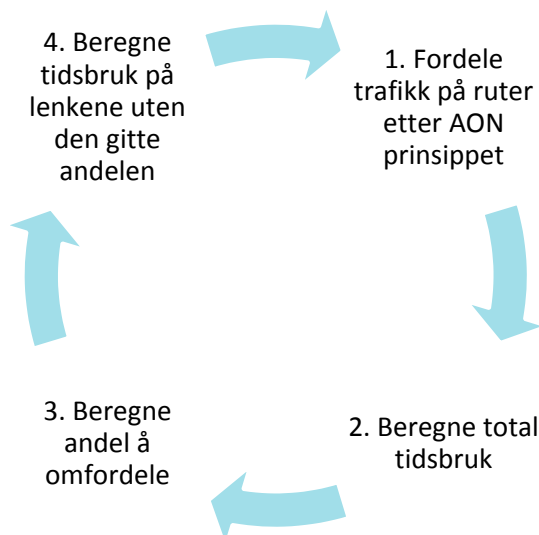 1. Fordele
trafikk på ruter
etter AON
prinsippet
2. Beregne total
tidsbruk
3. Beregne
andel å
omfordele
4. Beregne
tidsbruk på
lenkene uten
den gitte
andelen